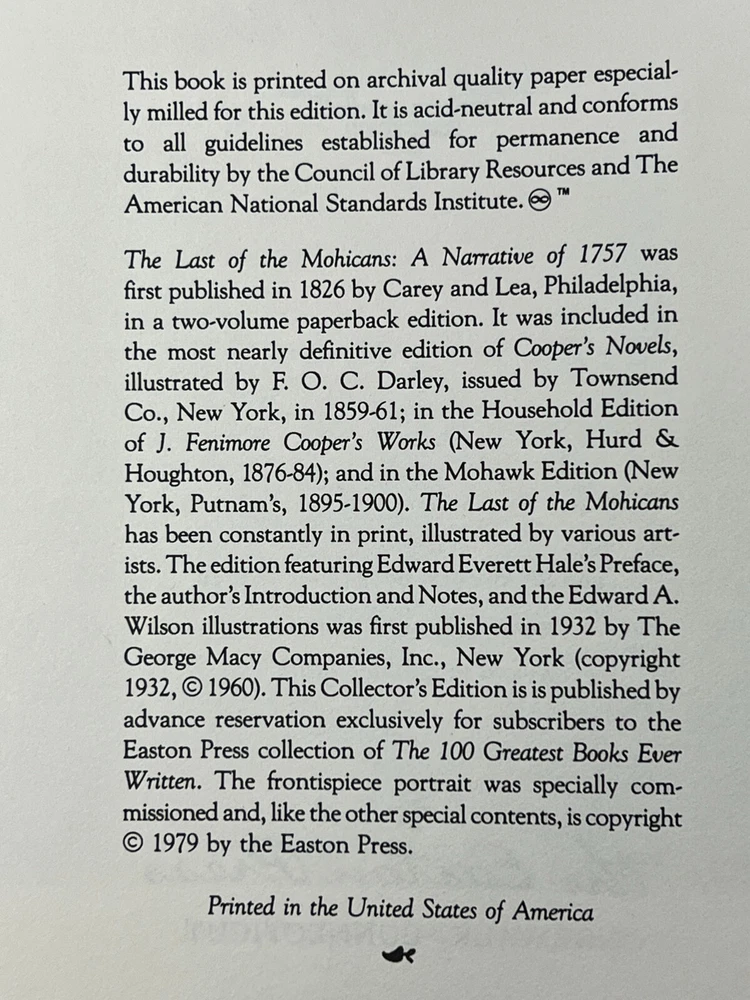 This book is printed on archival quality paper especial-
ly milled for this edition. It is acid-neutral and conforms
to all guidelines established for permanence and
durability by the Council of Library Resources and The
American National Standards Institute. ♾ ™
The Last of the Mohicans: A Narrative of 1757 was
first published in 1826 by Carey and Lea, Philadelphia,
in a two-volume paperback edition. It was included in
the most nearly definitive edition of Cooper's Novels,
illustrated by F. O. C. Darley, issued by Townsend
Co., New York, in 1859-61; in the Household Edition
of J. Fenimore Cooper's Works (New York, Hurd &
Houghton, 1876-84); and in the Mohawk Edition (New
York, Putnam's, 1895-1900). The Last of the Mohicans
has been constantly in print, illustrated by various art-
ists. The edition featuring Edward Everett Hale's Preface,
the author's Introduction and Notes, and the Edward A.
Wilson illustrations was first published in 1932 by The
George Macy Companies, Inc., New York (copyright
1932, © 1960). This Collector's Edition is is published by
advance reservation exclusively for subscribers to the
Easton Press collection of The 100 Greatest Books Ever
Written. The frontispiece portrait was specially com-
missioned and, like the other special contents, is copyright
© 1979 by the Easton Press.
Printed in the United States of America